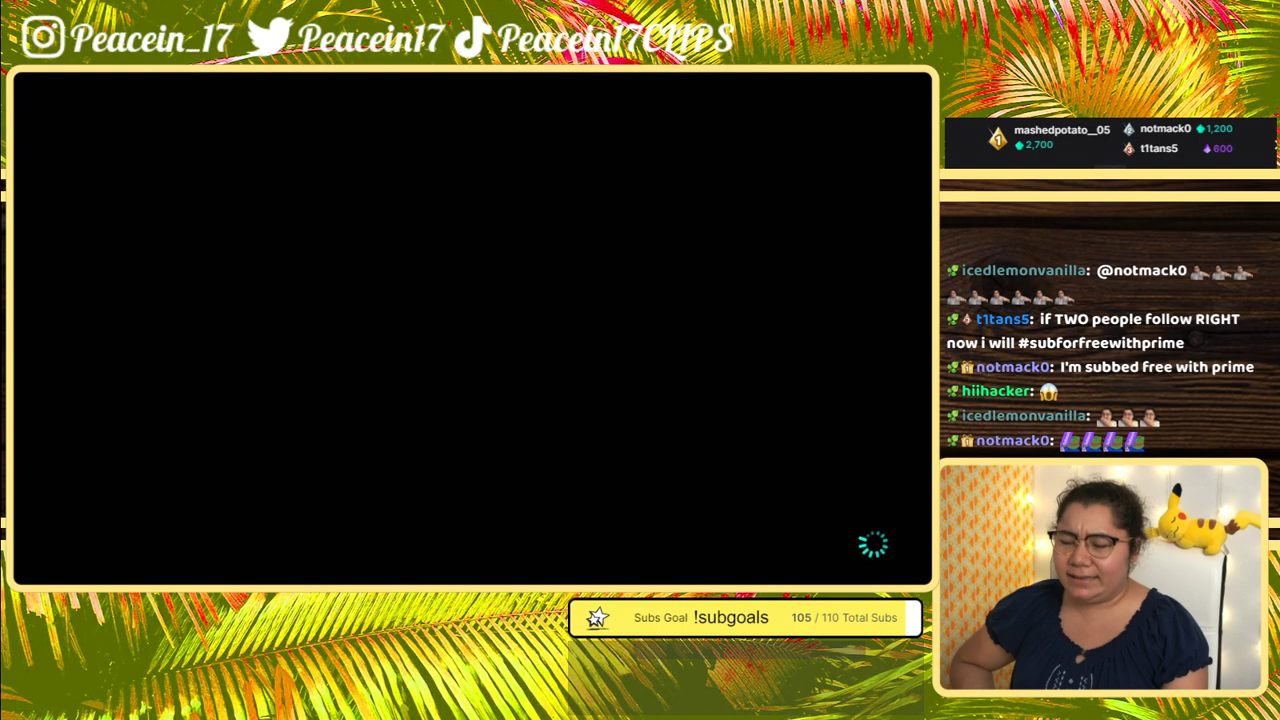 Peacein_17 Peacein17 Peacein17ClIPS
mashedpotato__05
2,700
notmack0 1,200
t1tans5 600
icedlemonvanilla: @notmack0
t1tans5: if TWO people follow RIGHT
now i will #subforfreewithprime
notmack0: I'm subbed free with prime
hiihacker:
icedlemonvanilla:
notmack0:
Subs Goal !subgoals 105 / 110 Total Subs